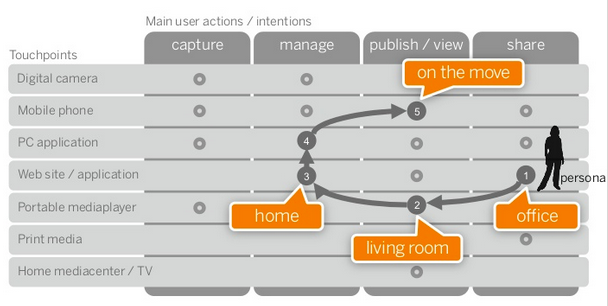 Main user actions / intentions
Touchpoints
capture manage publish / view share
Digital camera
on the move
Mobile phone
5
PC application
4
Web site / application
3
1
persona
Portable mediaplayer
2
home
office
Print media
living room
Home mediacenter / TV